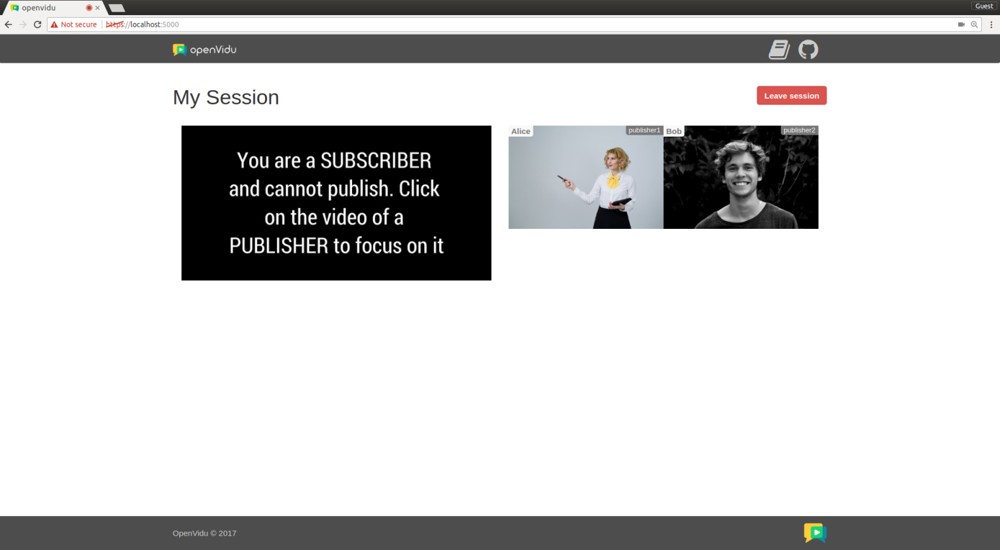 openvidu
Guest
Not secure
https://localhost:5000
openVidu
My Session
Leave session
You are a SUBSCRIBER
and cannot publish. Click
on the video of a
PUBLISHER to focus on it
Alice
publisher1
Bob
publisher2
OpenVidu © 2017